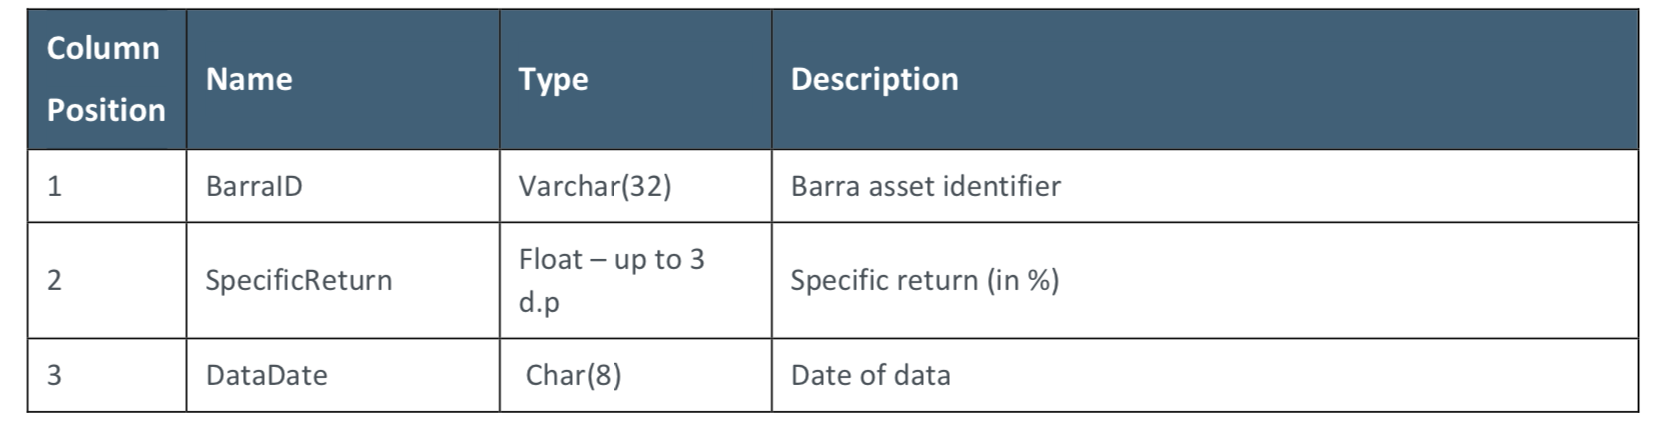 Column
Position
Name
Type
Description
1
BarraID
Varchar(32)
Barra asset identifier
2
SpecificReturn
Float – up to 3
d.p
Specific return (in %)
3
DataDate
Char(8)
Date of data